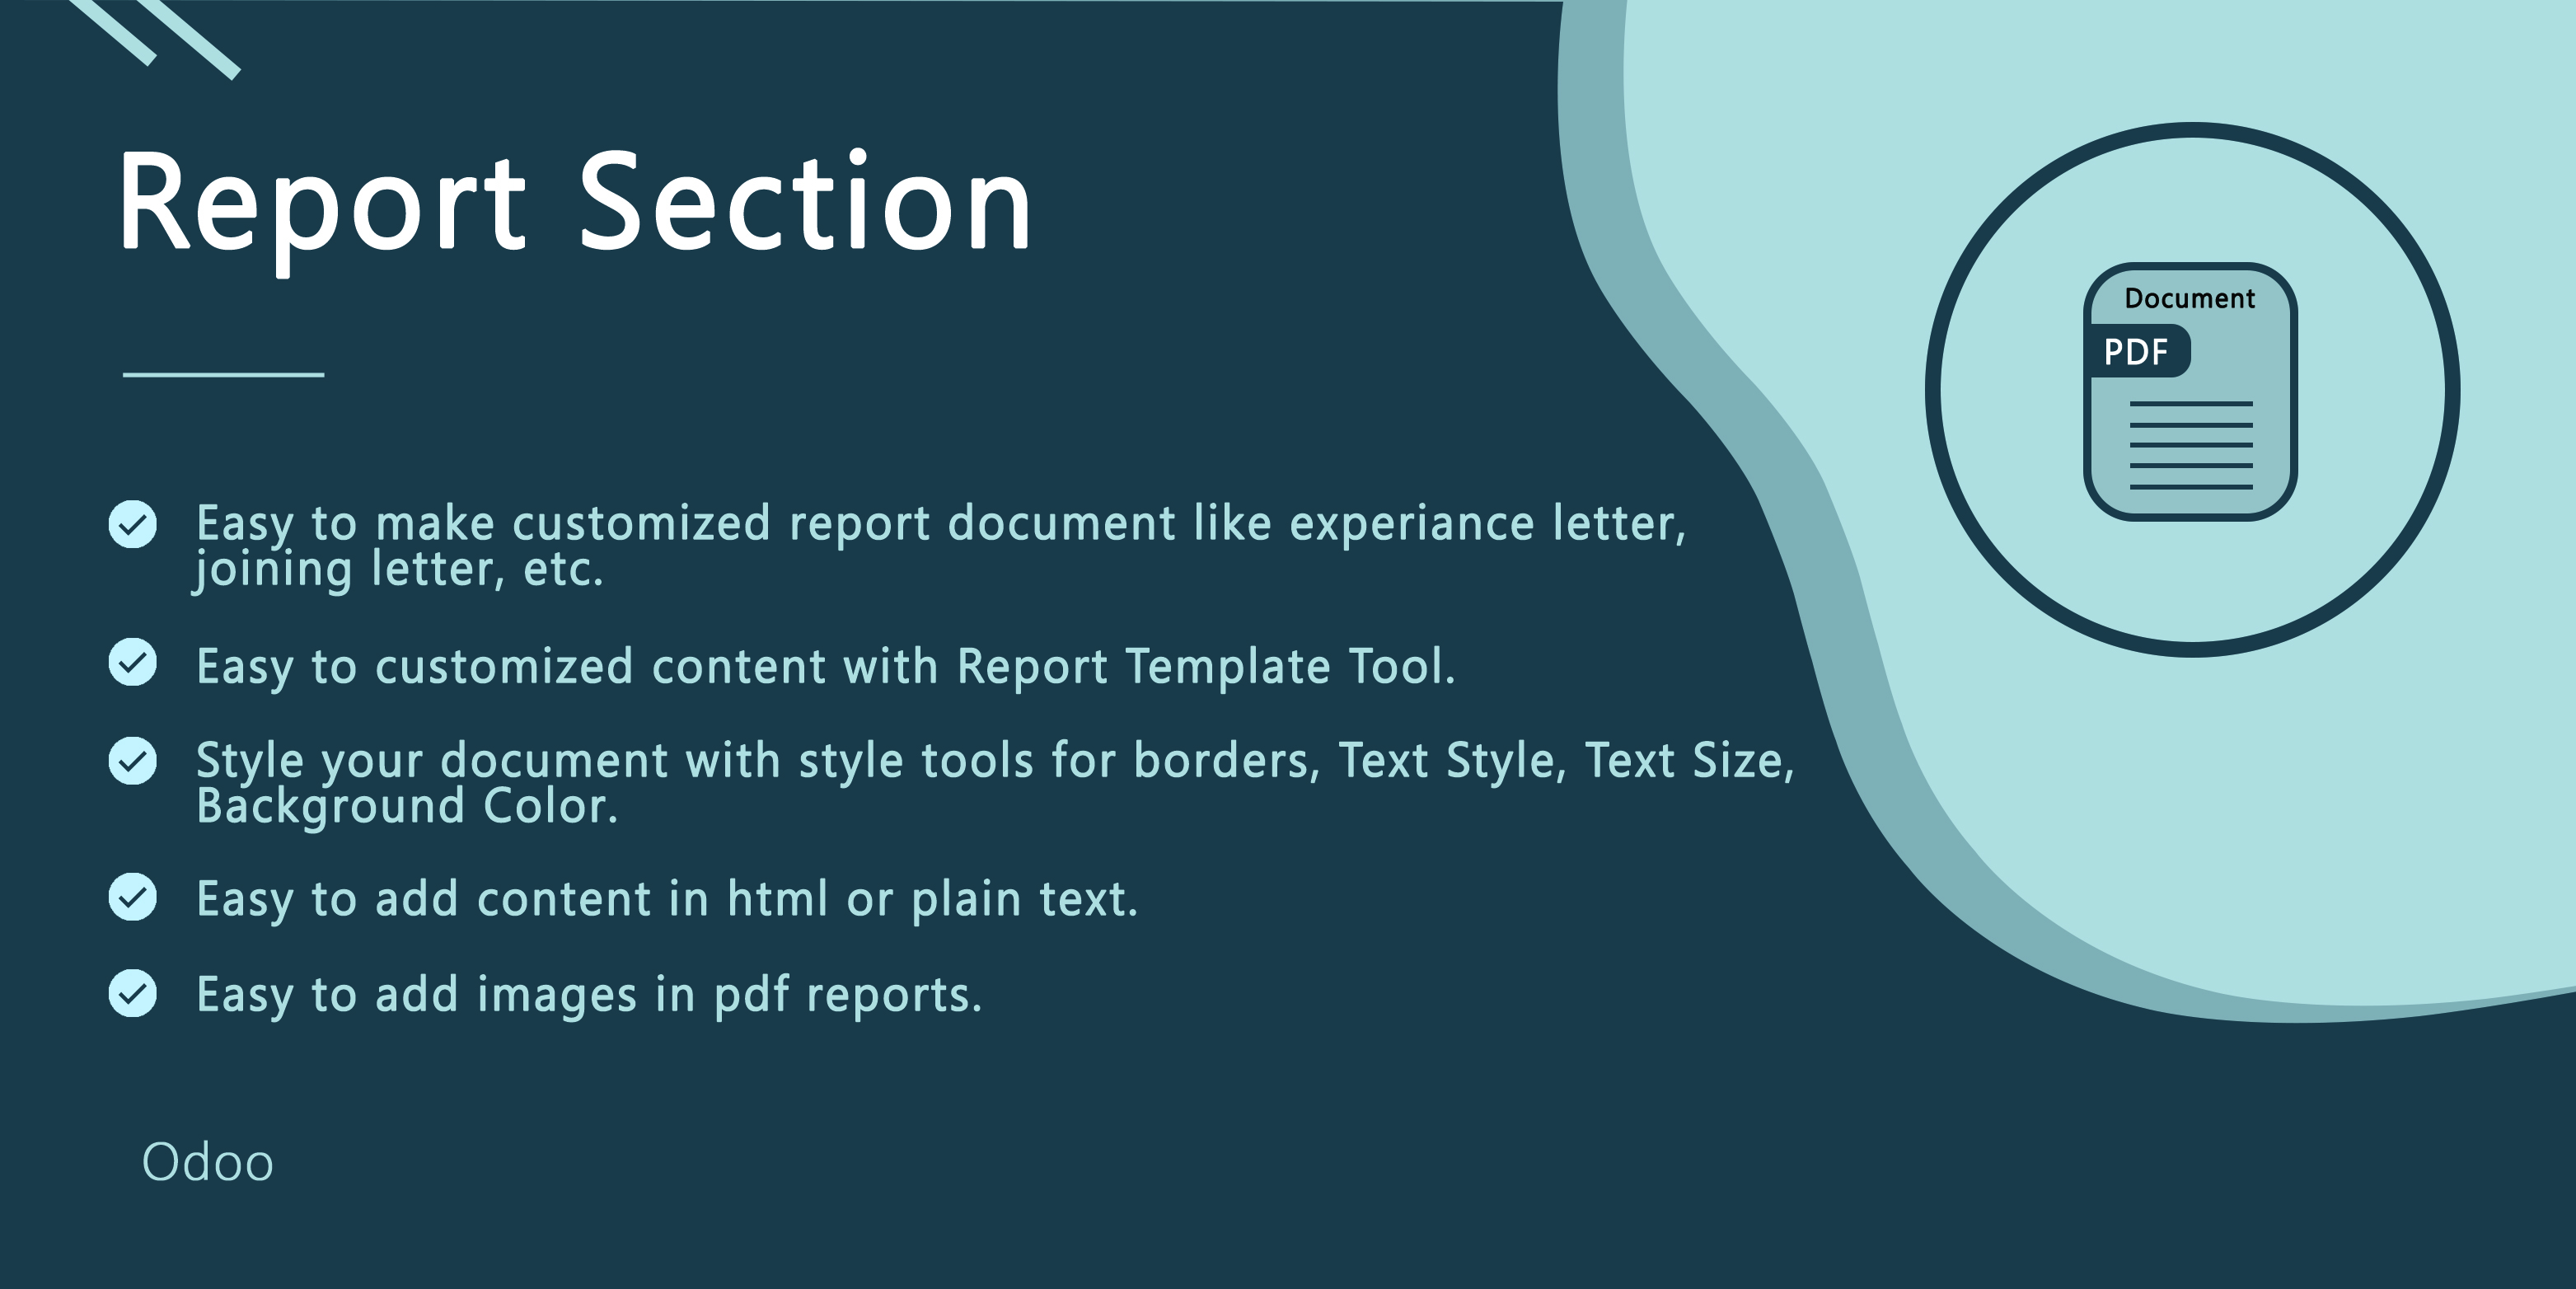 Report Section
Document
PDF
Easy to make customized report document like experiance letter,
joining letter, etc.
Easy to customized content with Report Template Tool.
Style your document with style tools for borders, Text Style, Text Size,
Background Color.
Easy to add content in html or plain text.
Easy to add images in pdf reports.
Odoo